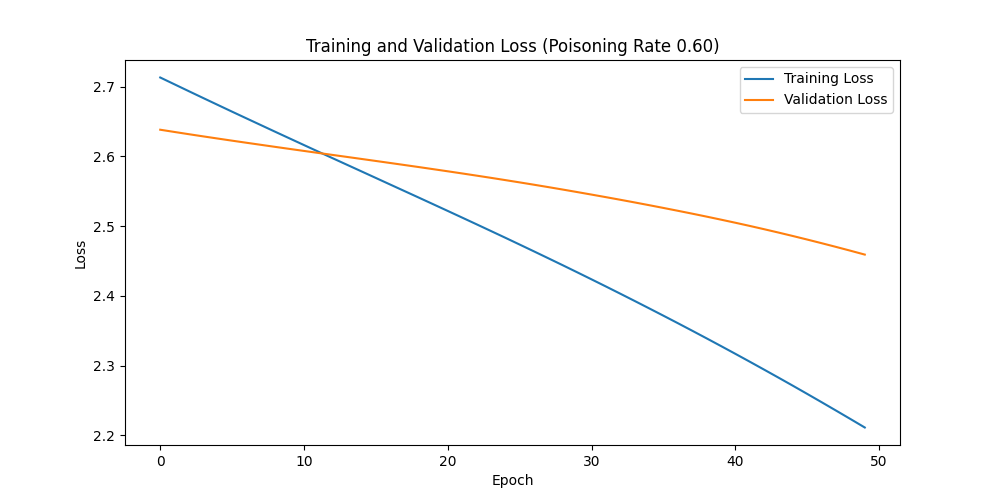 Training and Validation Loss (Poisoning Rate 0.60)
Training Loss
Validation Loss
2.7
2.6
2.5
2.4
2.3
2.2
Loss
0 10 20 30 40 50
Epoch